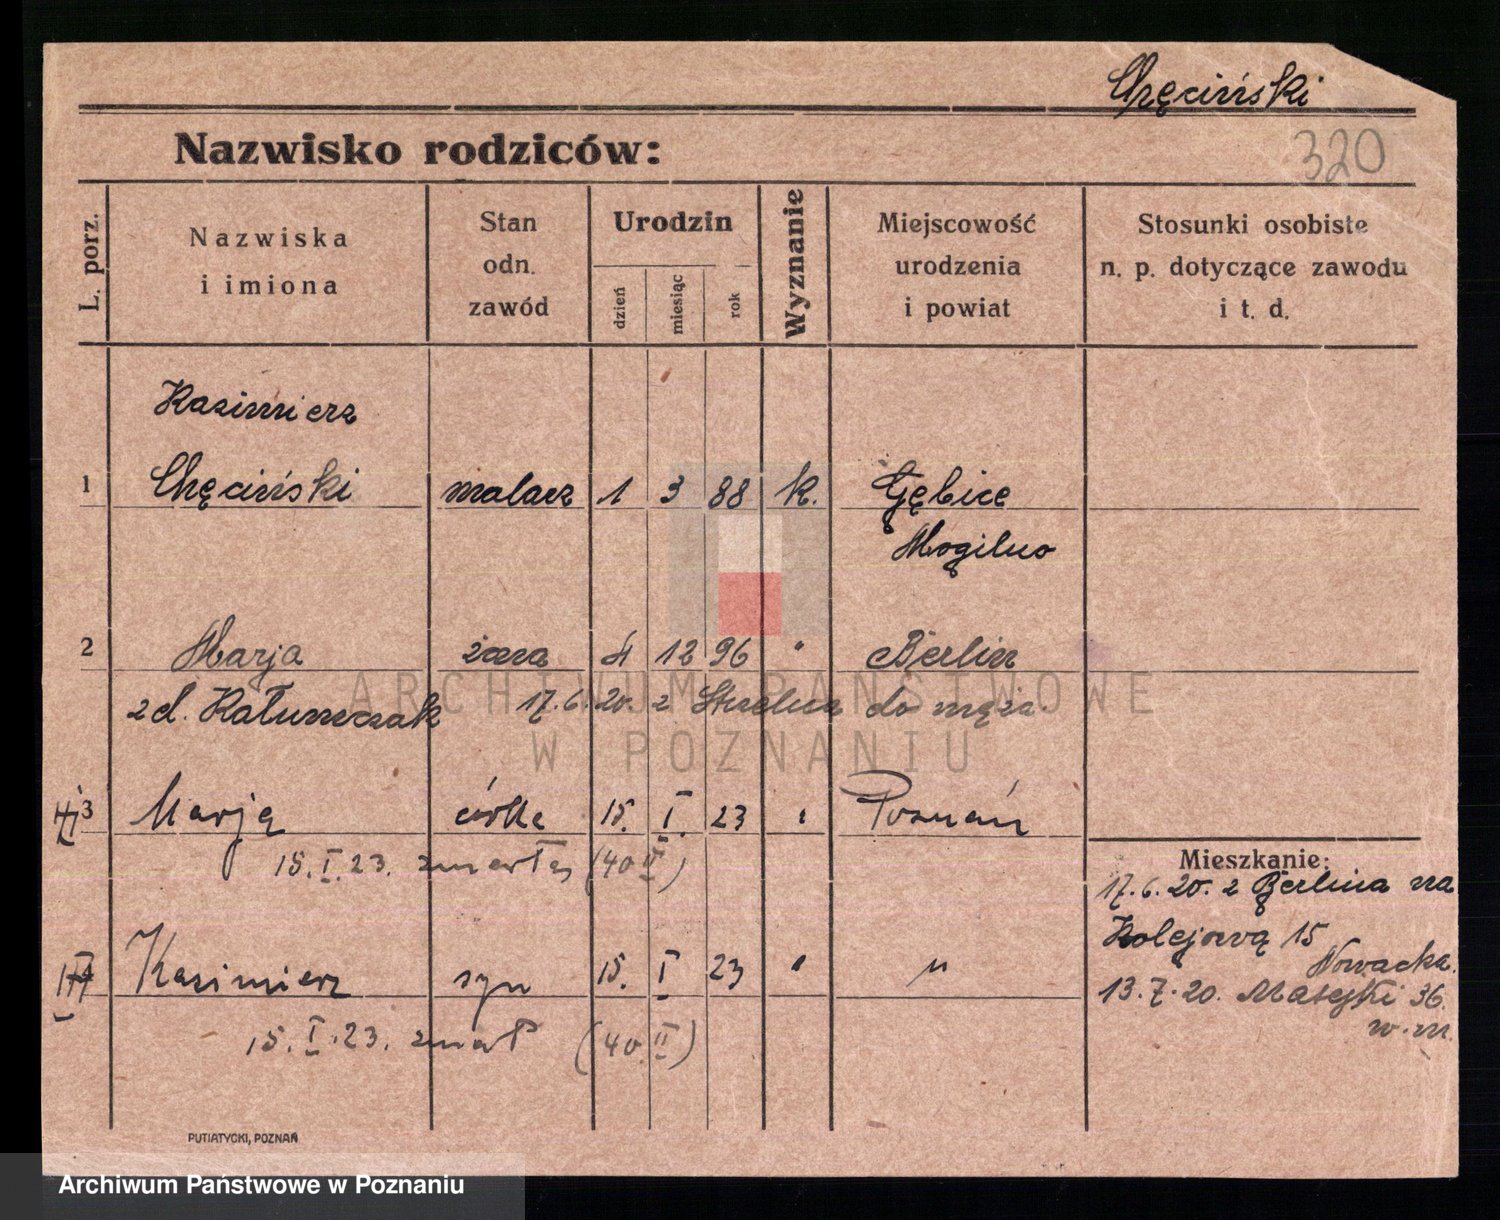 Chęciński
Nazwisko rodziców:
320
L. porz.
Nazwiska
i imiona
Stan
odn.
zawód
Urodzin
dzień
miesiąc
rok
Wyznanie
Miejscowość
urodzenia
i powiat
Stosunki osobiste
n. p. dotyczące zawodu
i t. d.
Kazimierz
1 Chęciński malarz 1 3 88 k. Gębice
Mogilno
2 Marja żona 4 12 96 " Berlin
z d. Kałuszczak 17.6.20. z Strzelna do męża
3 Marja córka 15. I. 23 " Poznań
15.I.23. zmarła (40 II)
Kazimierz syn 15. I 23 " "
15.I.23. zmarł (40. II)
Mieszkanie:
17.6.20. z Berlina na
Kolejową 15
Nowacka.
13.7.20. Matejki 36.
w.m.
PUTIATYCKI, POZNAŃ
ARCHIWUM PAŃSTWOWE
W POZNANIU
Archiwum Państwowe w Poznaniu